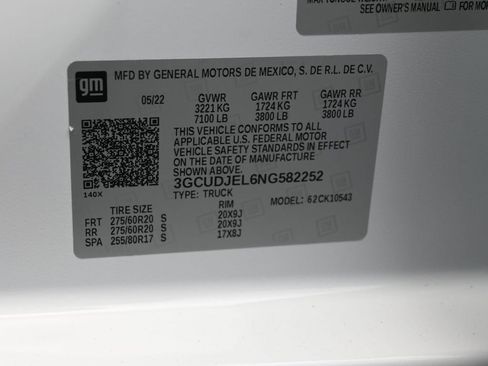 SEE OWNER'S MANUAL FOR MOR
gm
MFD BY GENERAL MOTORS DE MEXICO, S. DE R.L. DE C.V.
05/22 GVWR GAWR FRT GAWR RR
3221 KG 1724 KG 1724 KG
7100 LB 3800 LB 3800 LB
THIS VEHICLE CONFORMS TO ALL
APPLICABLE U.S. FEDERAL MOTOR
VEHICLE SAFETY STANDARDS IN EFFECT
ON THE DATE OF MANUFACTURE
SHOWN ABOVE.
3GCUDJEL6NG582252
TYPE: TRUCK
140X
MODEL: 62CK10543
TIRE SIZE RIM
FRT 275/60R20 S 20X9J
RR 275/60R20 S 20X9J
SPA 255/80R17 S 17X8J